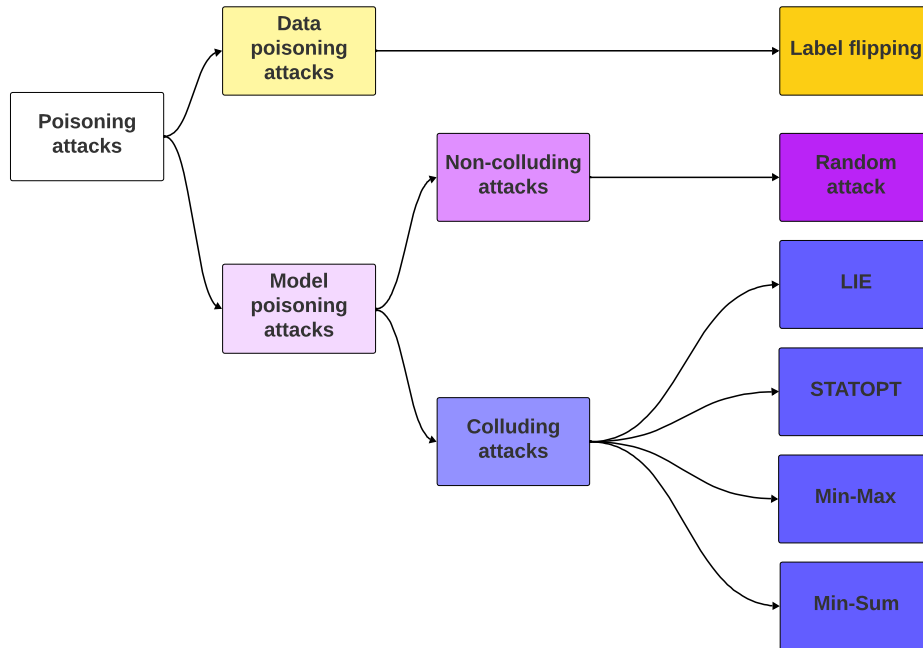 Data
poisoning
attacks
Label flipping
Poisoning
attacks
Non-colluding
attacks
Random
attack
Model
poisoning
attacks
LIE
STATOPT
Colluding
attacks
Min-Max
Min-Sum